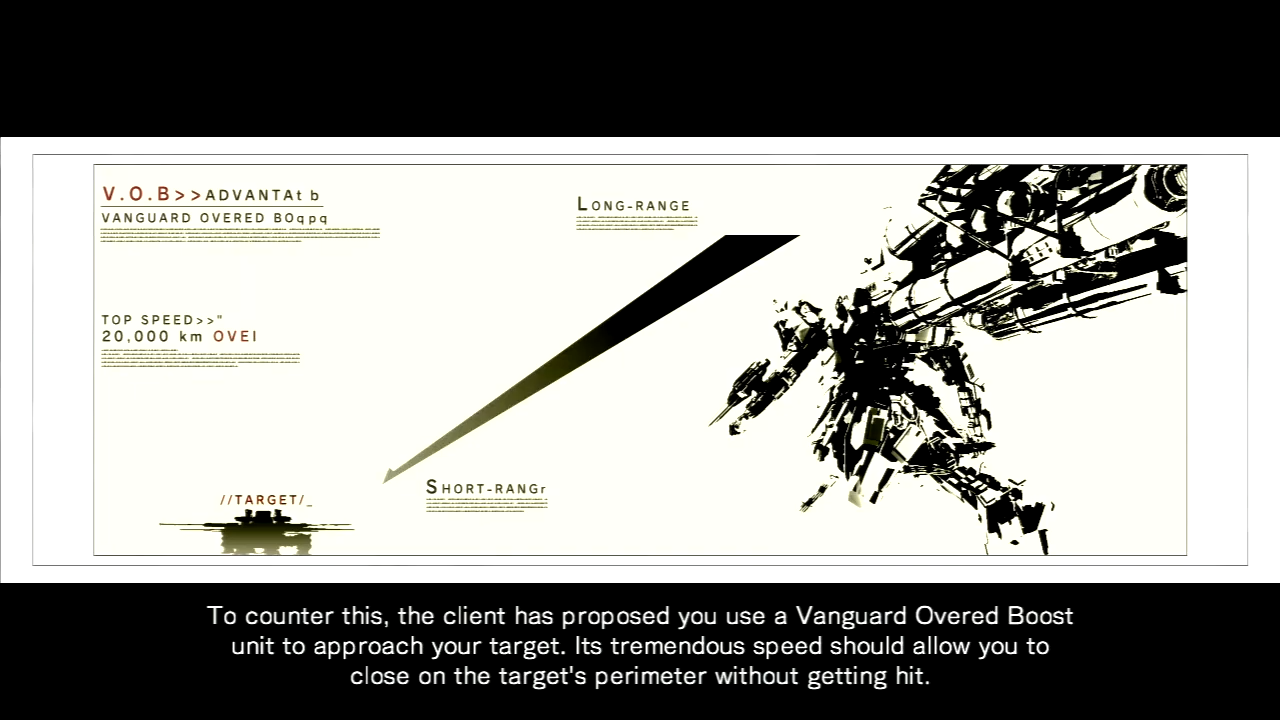 V.O.B>>ADVANTAt b
VANGUARD OVERED BOqpq
LONG-RANGE
TOP SPEED>>"
20,000 km OVEI
SHORT-RANGr
//TARGET/_
To counter this, the client has proposed you use a Vanguard Overed Boost
unit to approach your target. Its tremendous speed should allow you to
close on the target's perimeter without getting hit.